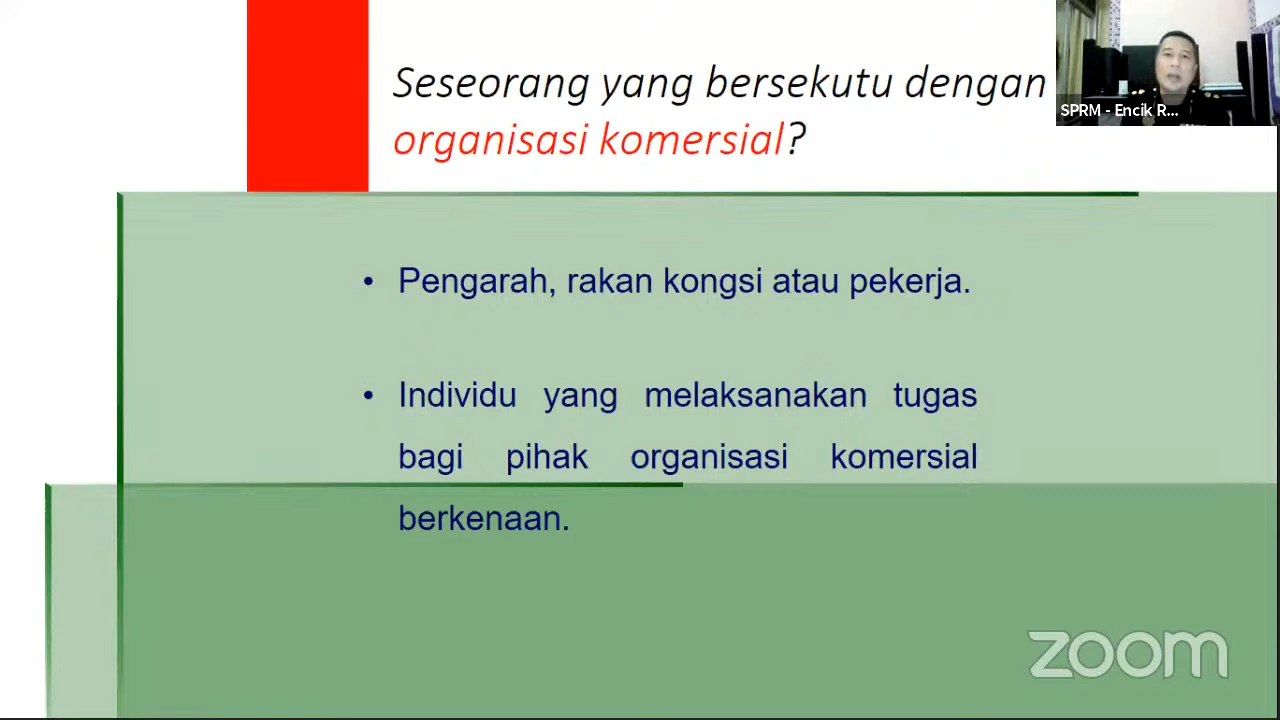 Seseorang yang bersekutu dengan
organisasi komersial?
SPRM - Encik R...
• Pengarah, rakan kongsi atau pekerja.
• Individu yang melaksanakan tugas
bagi pihak organisasi komersial
berkenaan.
zoom